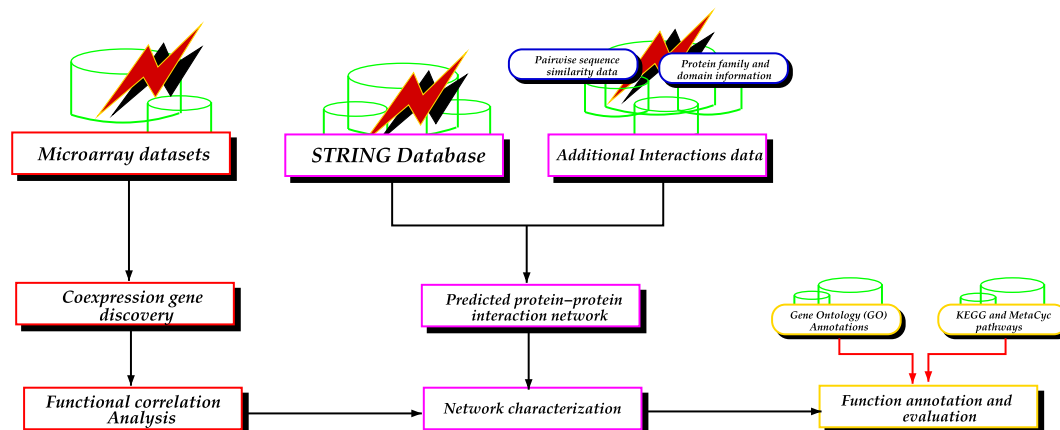 Pairwise sequence
similarity data
Protein family and
domain information
Microarray datasets
STRING Database
Additional Interactions data
Coexpression gene
discovery
Predicted protein−protein
interaction network
Gene Ontology (GO)
Annotations
KEGG and MetaCyc
pathways
Functional correlation
Analysis
Network characterization
Function annotation and
evaluation